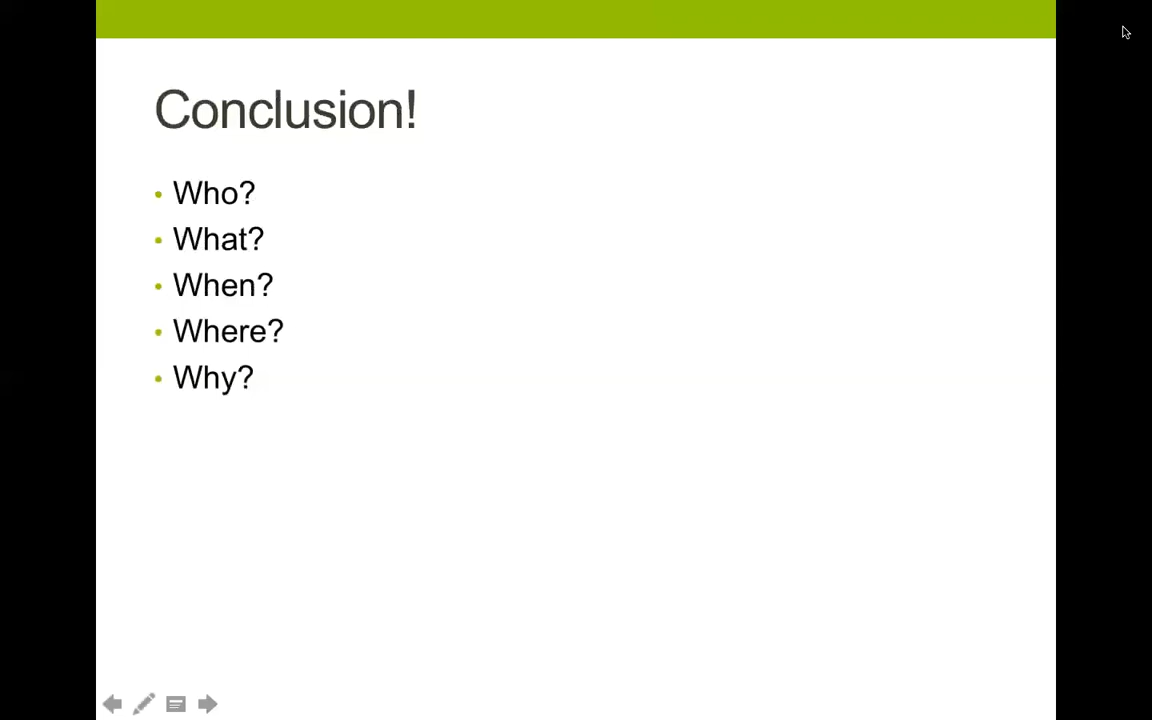 Conclusion!
• Who?
• What?
• When?
• Where?
• Why?